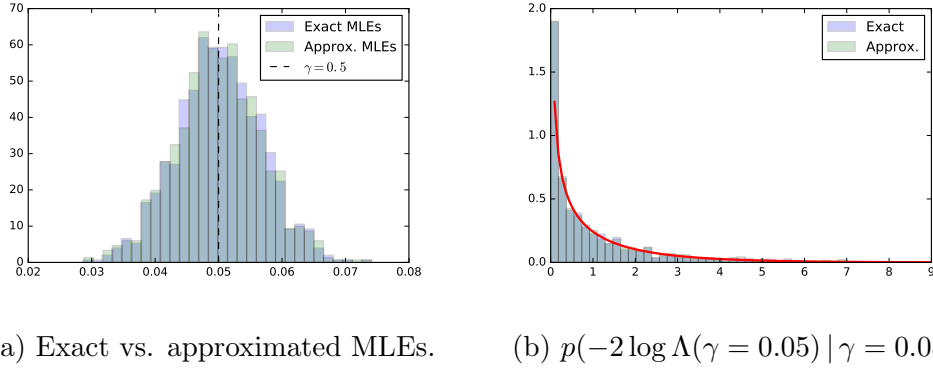 70
60
50
40
30
20
10
0
0.02 0.03 0.04 0.05 0.06 0.07 0.08
Exact MLEs
Approx. MLEs
γ=0.5
2.0
1.5
1.0
0.5
0.0
0 1 2 3 4 5 6 7 8 9
Exact
Approx.
a) Exact vs. approximated MLEs.
(b) p(−2 log Λ(γ = 0.05) | γ = 0.0